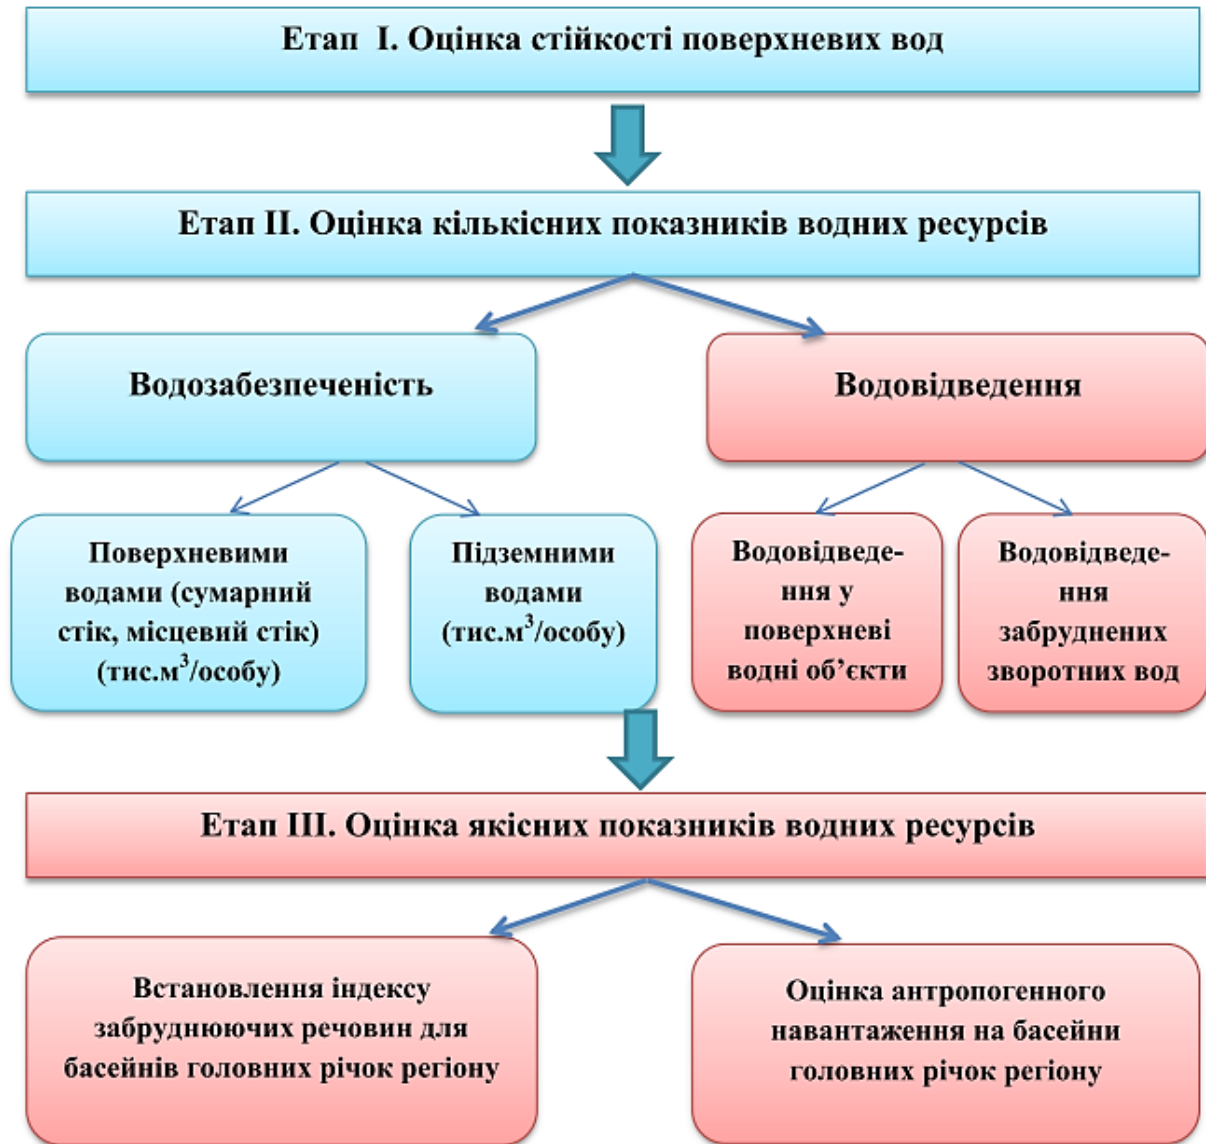 Етап І. Оцінка стійкості поверхневих вод
Етап ІІ. Оцінка кількісних показників водних ресурсів
Водозабезпеченість
Водовідведення
Поверхневими
водами (сумарний
стік, місцевий стік)
(тис.м³/особу)
Підземними
водами
(тис.м³/особу)
Водовідведе-
ння у
поверхневі
водні об’єкти
Водовідведе-
ння
забруднених
зворотних вод
Етап ІІІ. Оцінка якісних показників водних ресурсів
Встановлення індексу
забруднюючих речовин для
басейнів головних річок регіону
Оцінка антропогенного
навантаження на басейни
головних річок регіону